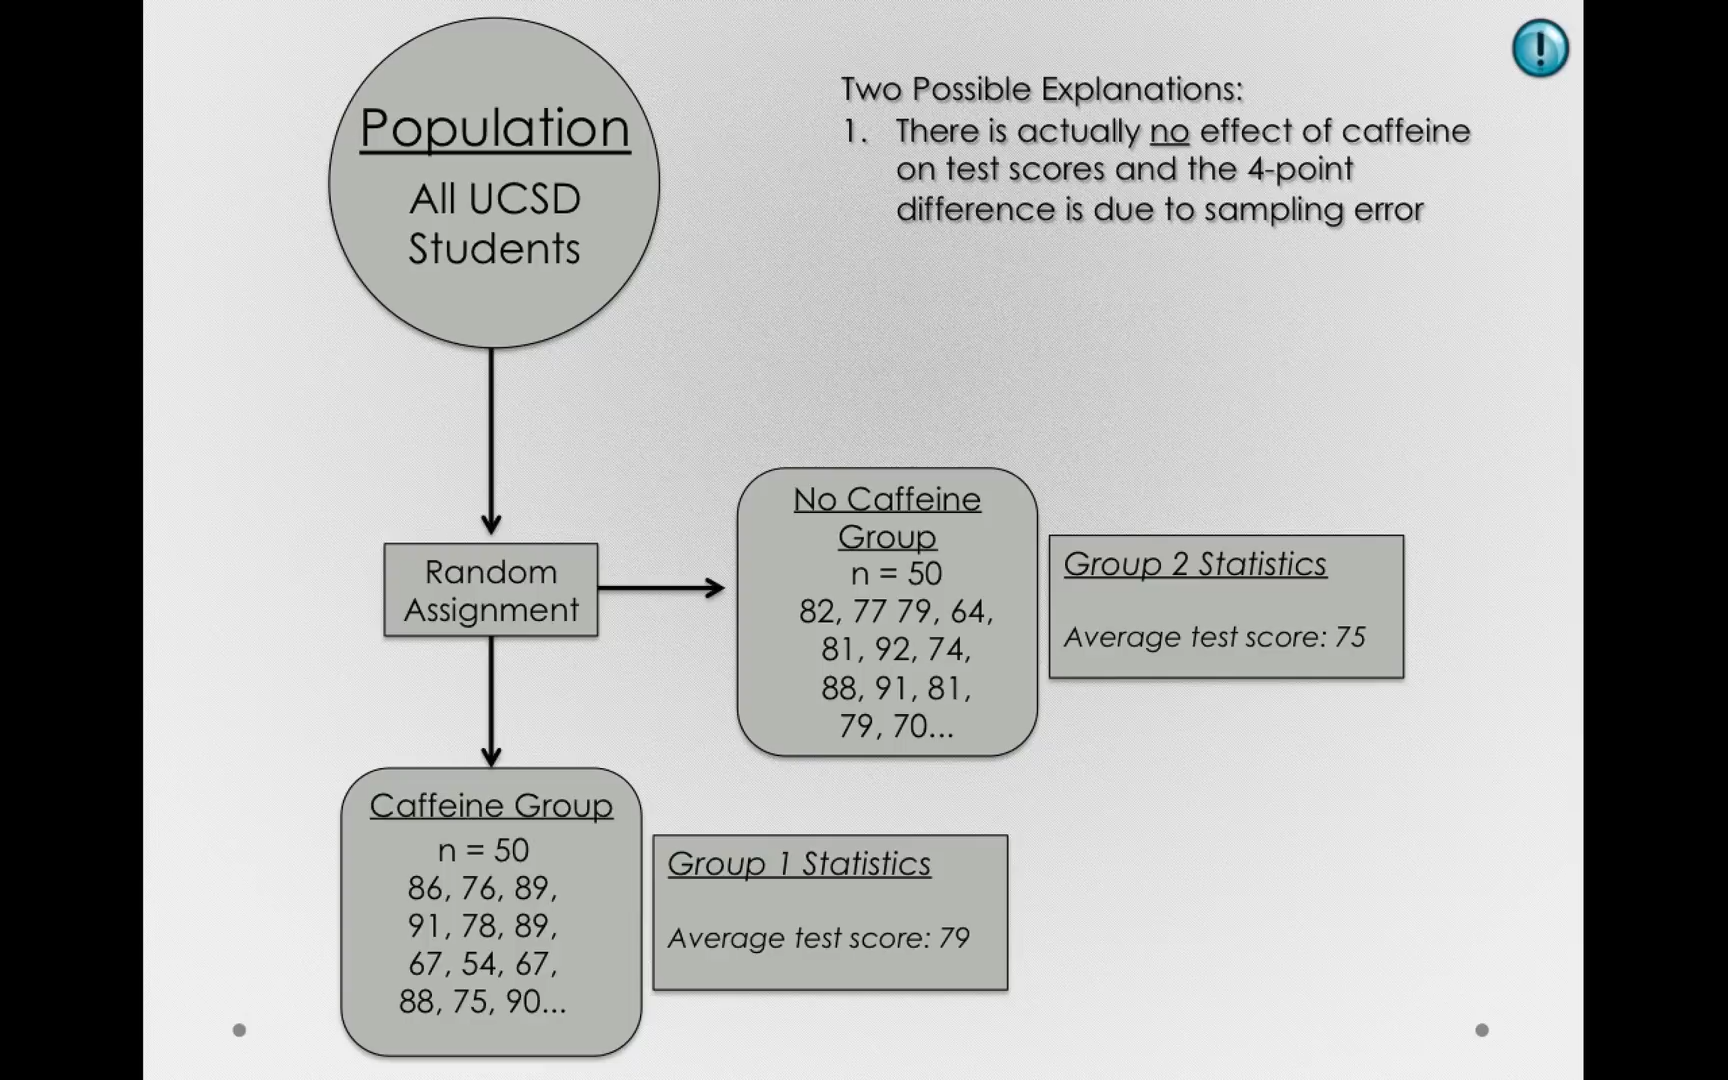 Population
All UCSD
Students
Two Possible Explanations:
1. There is actually no effect of caffeine
on test scores and the 4-point
difference is due to sampling error
Random
Assignment
No Caffeine
Group
n = 50
82, 77 79, 64,
81, 92, 74,
88, 91, 81,
79, 70...
Group 2 Statistics
Average test score: 75
Caffeine Group
n = 50
86, 76, 89,
91, 78, 89,
67, 54, 67,
88, 75, 90...
Group 1 Statistics
Average test score: 79